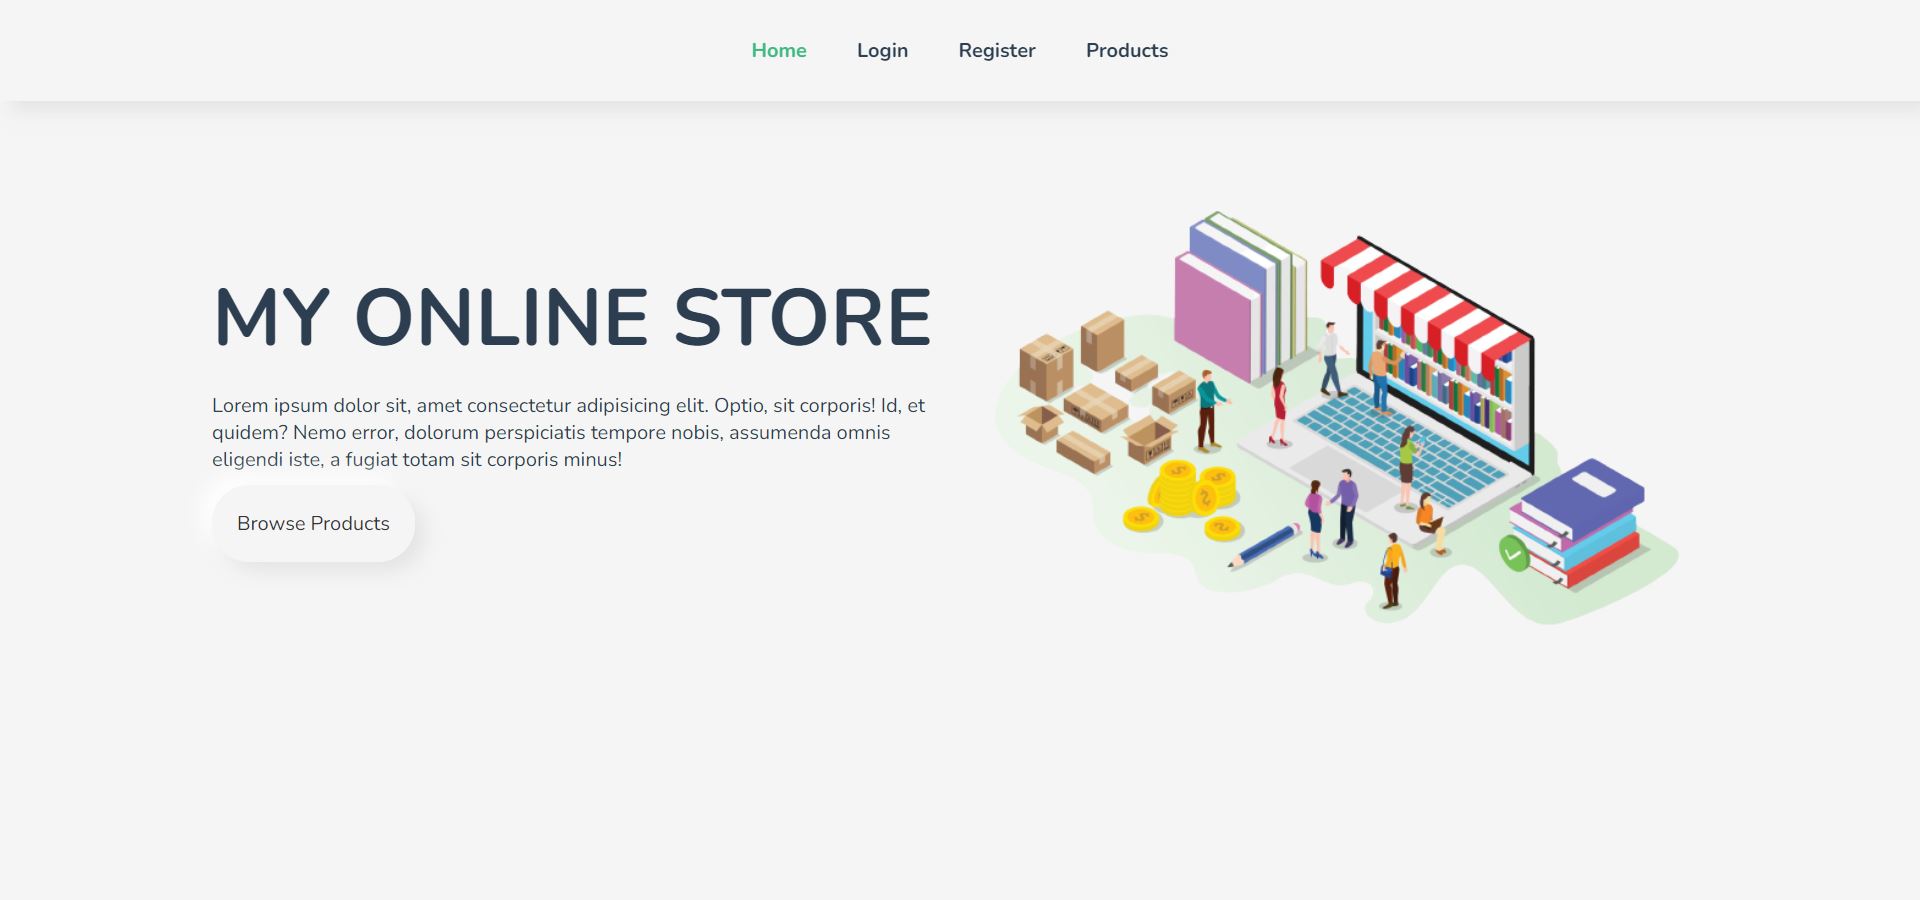 Home Login Register Products
MY ONLINE STORE
Lorem ipsum dolor sit, amet consectetur adipisicing elit. Optio, sit corporis! Id, et
quidem? Nemo error, dolorum perspiciatis tempore nobis, assumenda omnis
eligendi iste, a fugiat totam sit corporis minus!
Browse Products